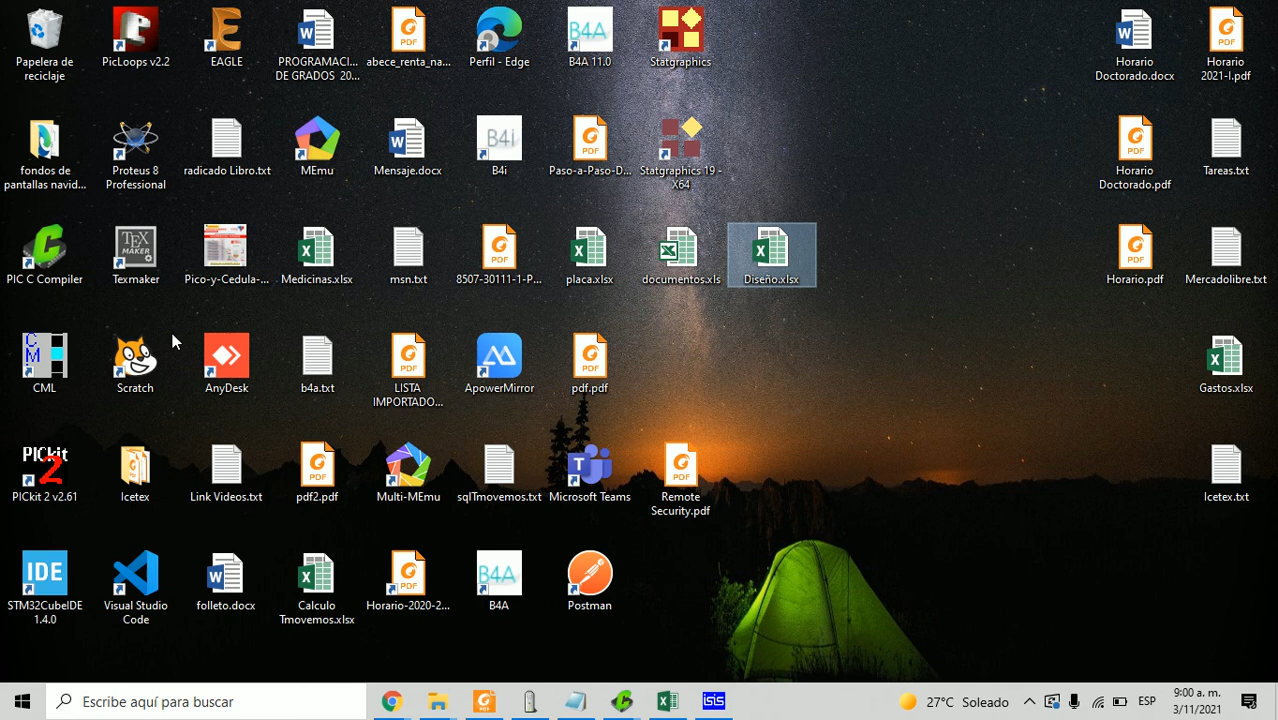 Papelera de
reciclaje
PicLoops v2.2
EAGLE
PROGRAMACI...
DE GRADOS 20...
abece_renta_na...
Perfil - Edge
B4A 11.0
Statgraphics
Horario
Doctorado.docx
Horario
2021-I.pdf
fondos de
pantallas navid...
Proteus 8
Professional
radicado Libro.txt
MEmu
Mensaje.docx
B4i
Paso-a-Paso-D...
Statgraphics 19 -
X64
Horario
Doctorado.pdf
Tareas.txt
PIC C Compiler
Texmaker
Pico-y-Cedula-...
Medicinas.xlsx
msn.txt
8507-30111-1-P...
placa.xlsx
documentos.xls
Diseño.xlsx
Horario.pdf
Mercadolibre.txt
CML
Scratch
AnyDesk
b4a.txt
LISTA
IMPORTADO...
ApowerMirror
pdf.pdf
Gastos.xlsx
PICkit 2 v2.61
Icetex
Link Videos.txt
pdf2.pdf
Multi-MEmu
sqlTmovemos.txt
Microsoft Teams
Remote
Security.pdf
Icetex.txt
STM32CubeIDE
1.4.0
Visual Studio
Code
folleto.docx
Calculo
Tmovemos.xlsx
Horario-2020-2...
B4A
Postman
Escribe aquí para buscar
isis
27°C Soleado
ESP
9:00 a. m.
3/11/2021